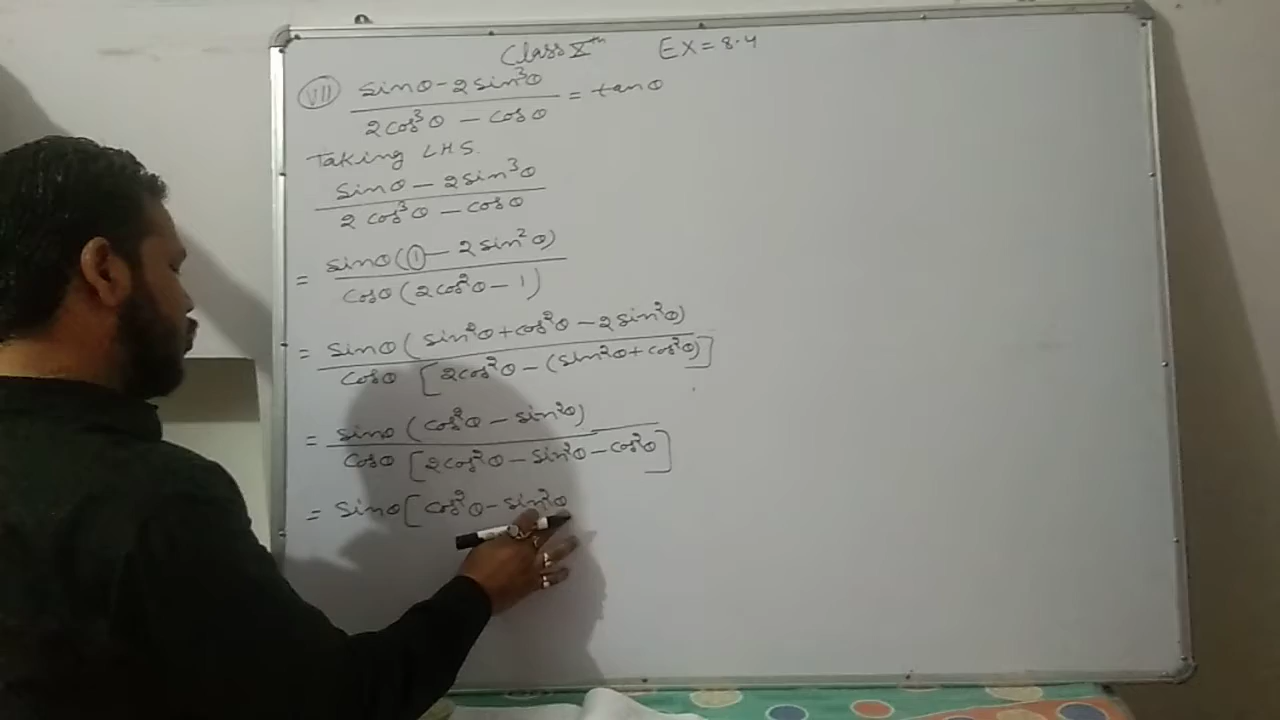 Class Xth EX = 8.4
(VII) sinθ - 2sin³θ / 2cos³θ - cosθ = tanθ
Taking LHS.
sinθ - 2sin³θ
2cos³θ - cosθ
= sinθ(1 - 2sin²θ)
cosθ(2cos²θ - 1)
= sinθ(sin²θ + cos²θ - 2sin²θ)
cosθ[2cos²θ - (sin²θ + cos²θ)]
= sinθ(cos²θ - sin²θ)
cosθ[2cos²θ - sin²θ - cos²θ]
= sinθ[cos²θ - sin²θ